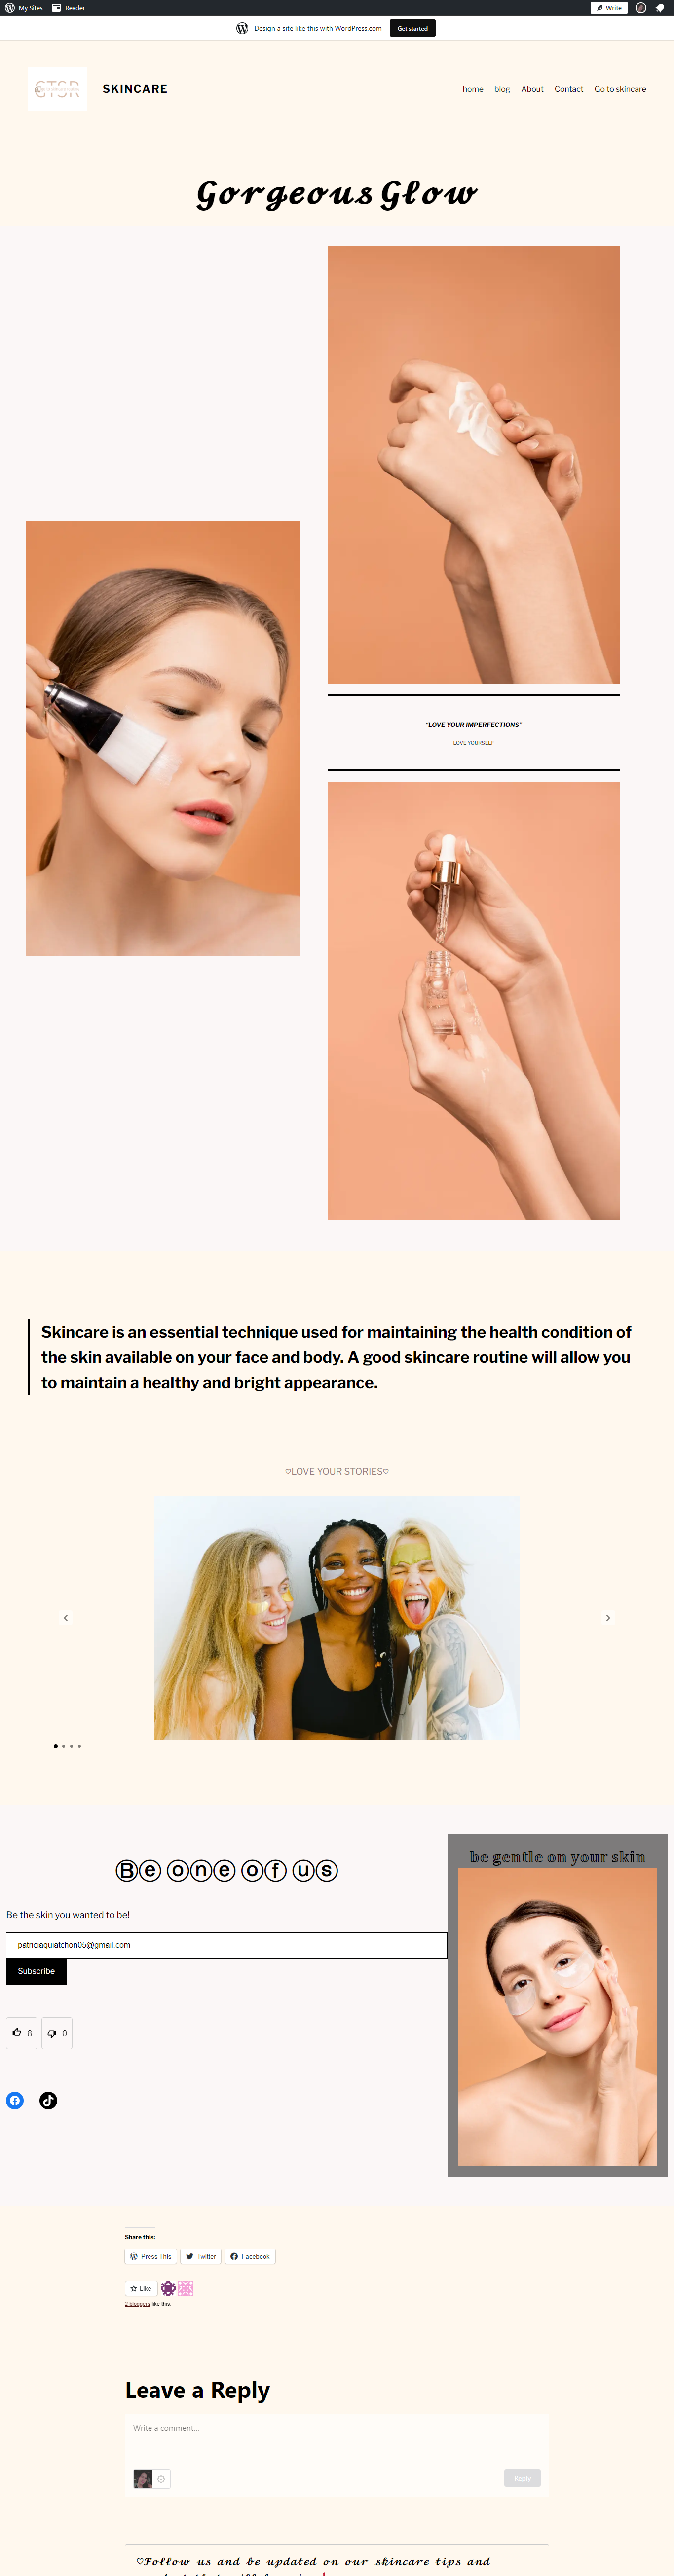 My Sites Reader Write
Design a site like this with WordPress.com Get started
SKINCARE
home blog About Contact Go to skincare
Gorgeous Glow
"LOVE YOUR IMPERFECTIONS"
LOVE YOURSELF
Skincare is an essential technique used for maintaining the health condition of
the skin available on your face and body. A good skincare routine will allow you
to maintain a healthy and bright appearance.
♡LOVE YOUR STORIES♡
Ⓑⓔ ⓞⓝⓔ ⓞⓕ ⓤⓢ
be gentle on your skin
Be the skin you wanted to be!
patriciaquiatchon05@gmail.com
Subscribe
8 0
Share this:
Press This Twitter Facebook
Like
2 bloggers like this.
Leave a Reply
Write a comment...
Reply
♡Follow us and be updated on our skincare tips and